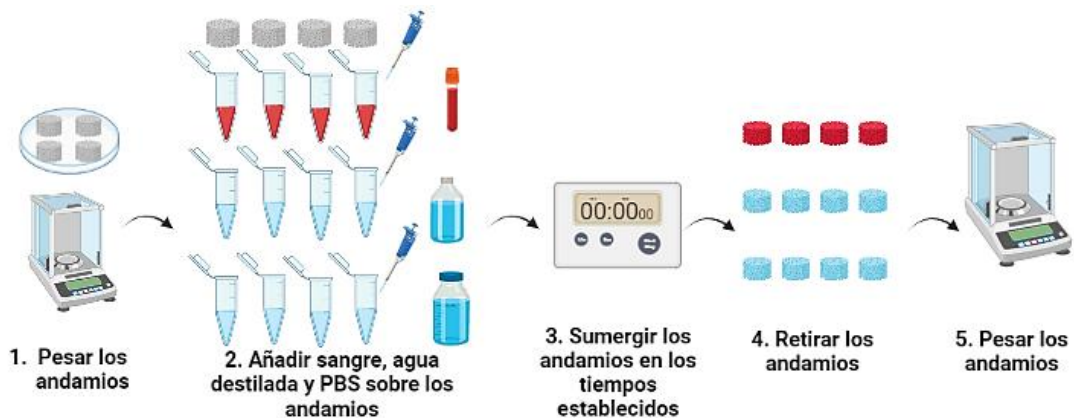 00:00 00
1. Pesar los
andamios
2. Añadir sangre, agua
destilada y PBS sobre los
andamios
3. Sumergir los
andamios en los
tiempos
establecidos
4. Retirar los
andamios
5. Pesar los
andamios